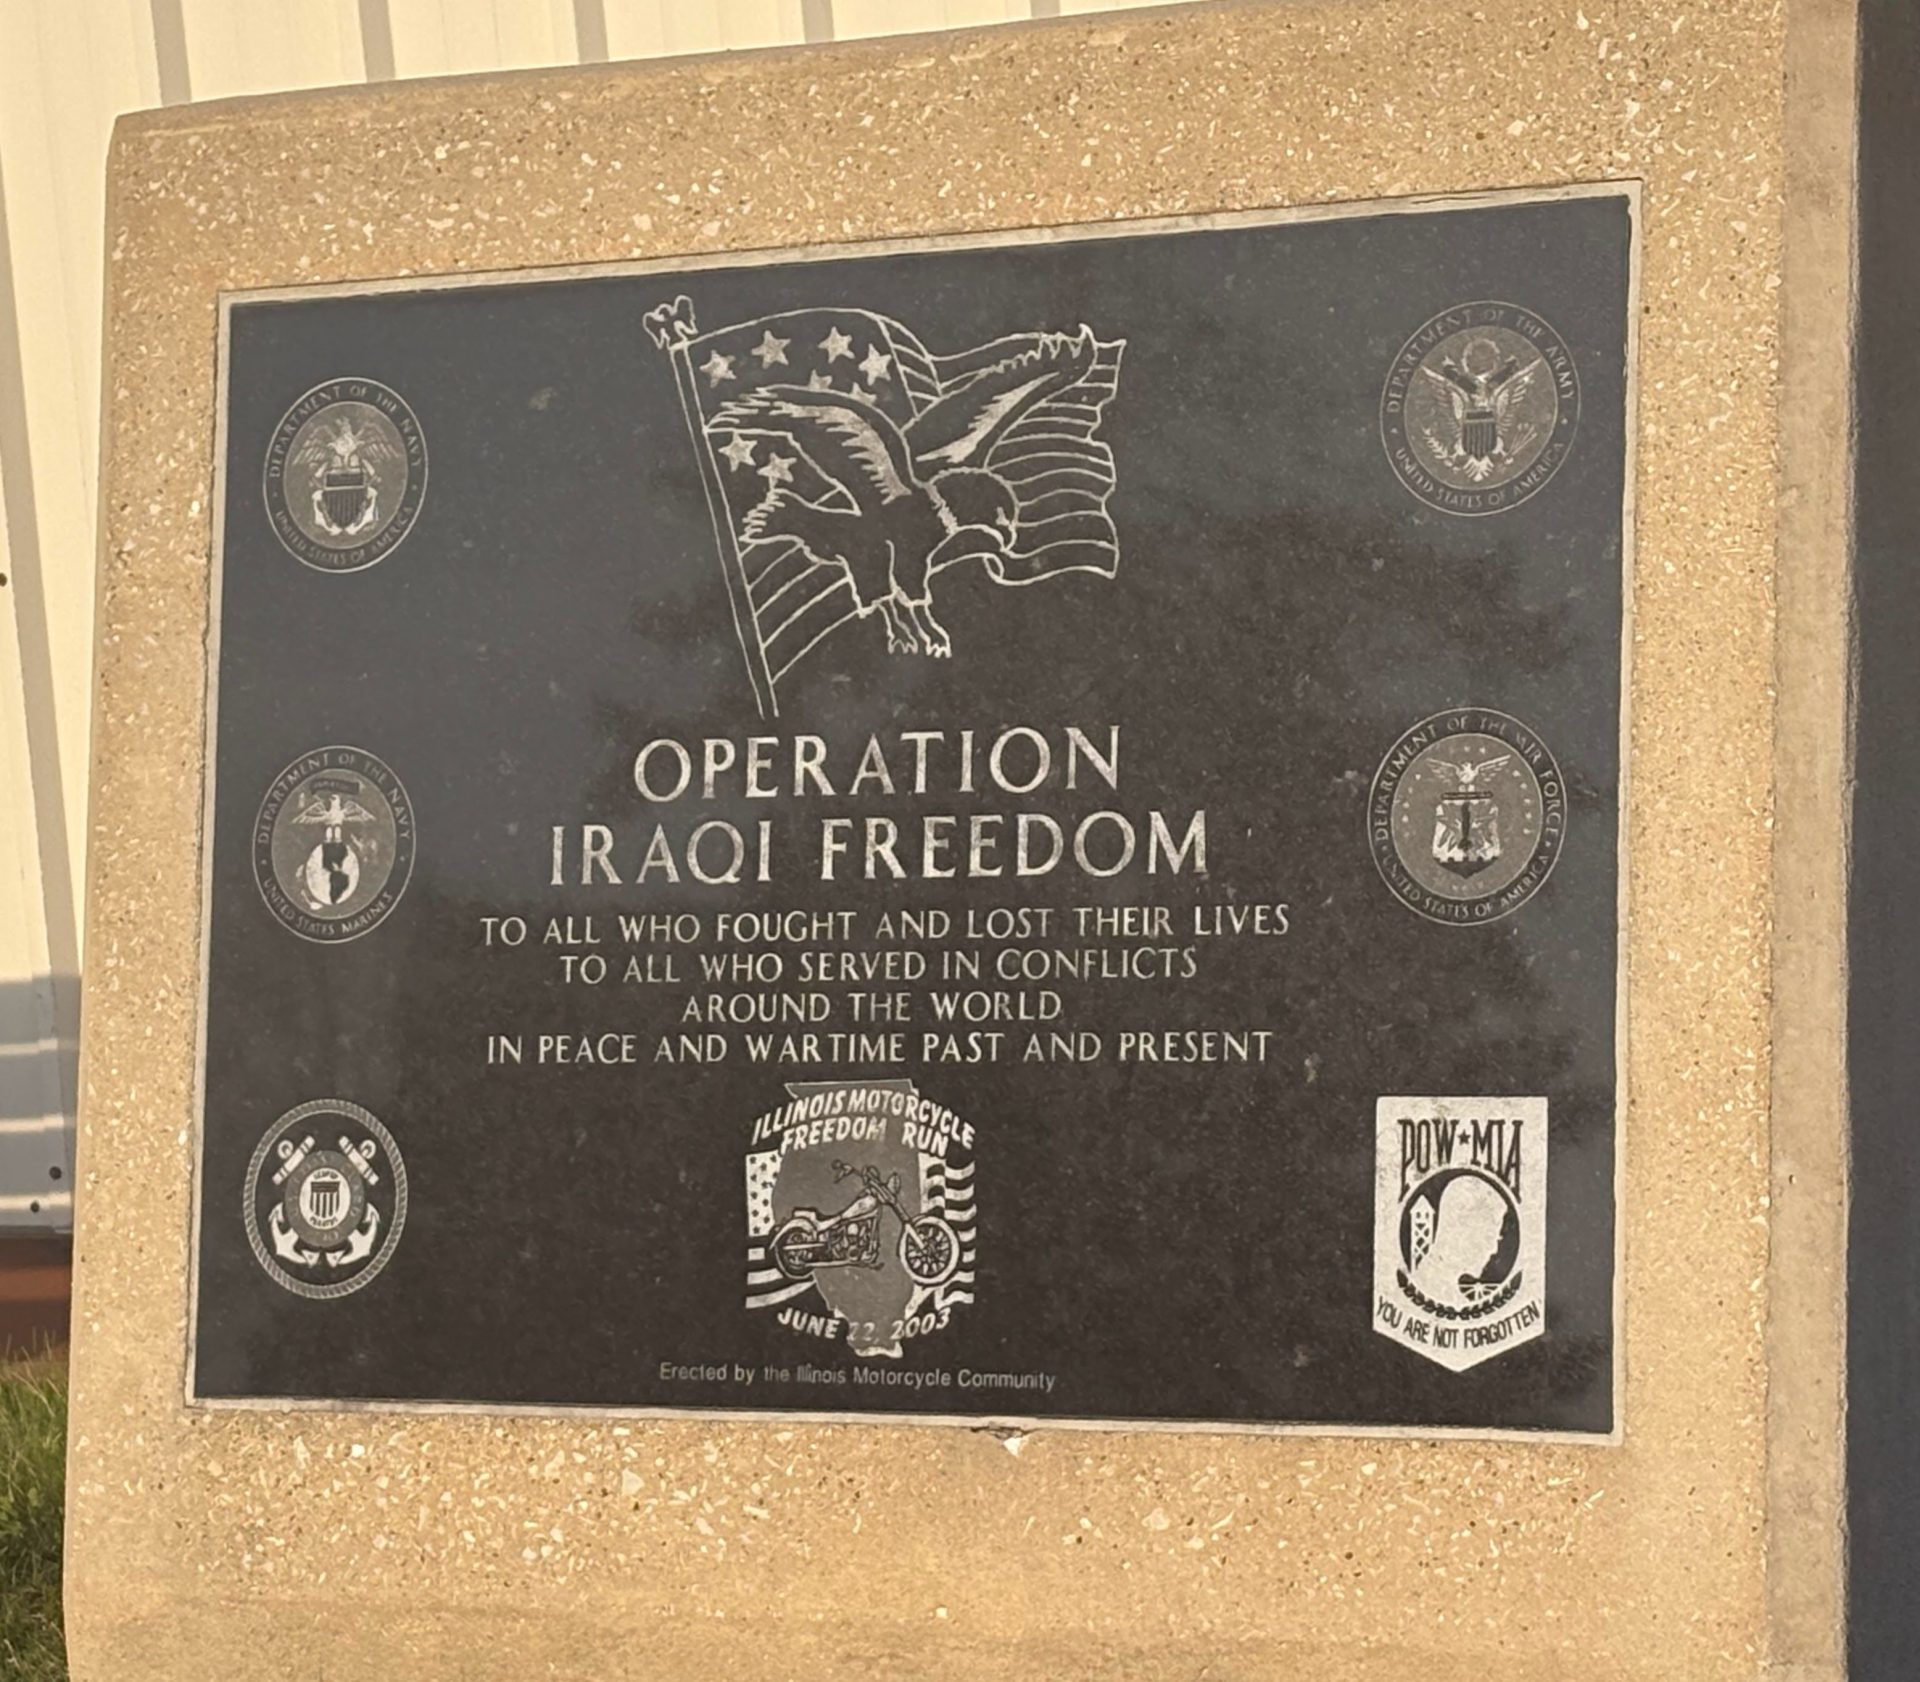 DEPARTMENT OF THE NAVY
UNITED STATES OF AMERICA
DEPARTMENT OF THE ARMY
UNITED STATES OF AMERICA
OPERATION
IRAQI FREEDOM
TO ALL WHO FOUGHT AND LOST THEIR LIVES
TO ALL WHO SERVED IN CONFLICTS
AROUND THE WORLD
IN PEACE AND WARTIME PAST AND PRESENT
DEPARTMENT OF THE NAVY
UNITED STATES MARINES
DEPARTMENT OF THE AIR FORCE
UNITED STATES OF AMERICA
ILLINOIS MOTORCYCLE
FREEDOM RUN
JUNE 22, 2003
POW★MIA
YOU ARE NOT FORGOTTEN
Erected by the Illinois Motorcycle Community